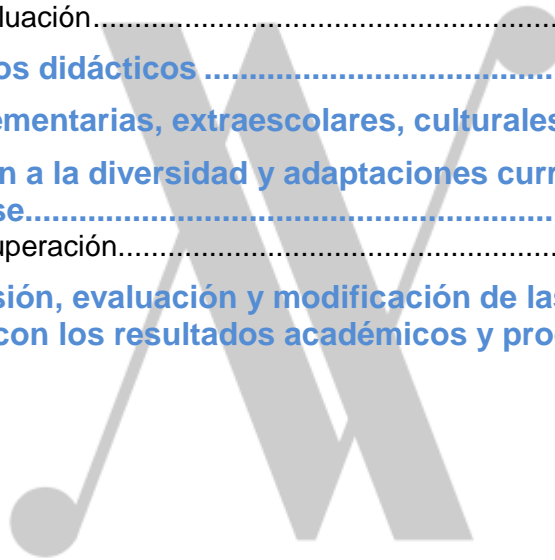 luación..........................................................
os didácticos ..........................................
ementarias, extraescolares, culturales
n a la diversidad y adaptaciones curr
se.................................................................
uperación.......................................................
sión, evaluación y modificación de las
con los resultados académicos y pro